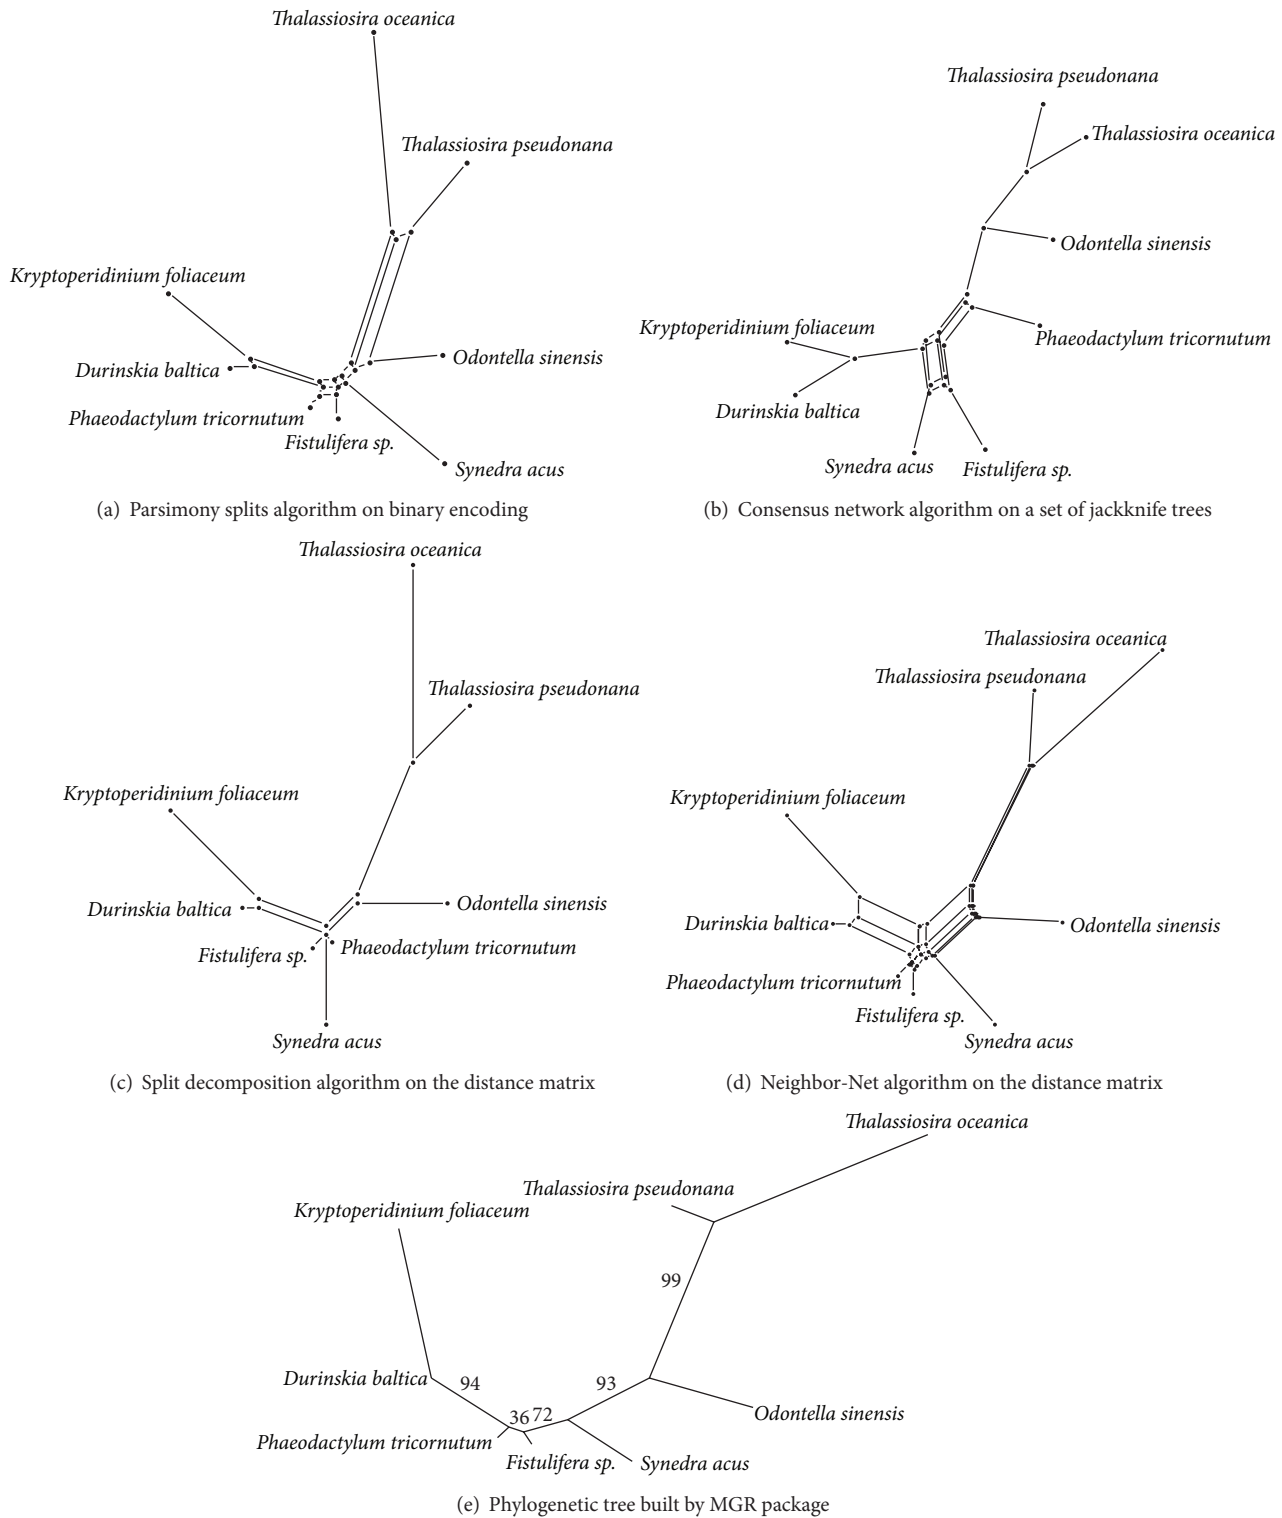 Thalassiosira oceanica
Thalassiosira pseudonana
Kryptoperidinium foliaceum
Durinskia baltica
Odontella sinensis
Phaeodactylum tricornutum
Fistulifera sp.
Synedra acus
(a) Parsimony splits algorithm on binary encoding
Thalassiosira pseudonana
Thalassiosira oceanica
Odontella sinensis
Kryptoperidinium foliaceum
Phaeodactylum tricornutum
Durinskia baltica
Synedra acus
Fistulifera sp.
(b) Consensus network algorithm on a set of jackknife trees
Thalassiosira oceanica
Thalassiosira pseudonana
Kryptoperidinium foliaceum
Durinskia baltica
Odontella sinensis
Fistulifera sp.
Phaeodactylum tricornutum
Synedra acus
(c) Split decomposition algorithm on the distance matrix
Thalassiosira oceanica
Thalassiosira pseudonana
Kryptoperidinium foliaceum
Durinskia baltica
Odontella sinensis
Phaeodactylum tricornutum
Fistulifera sp.
Synedra acus
(d) Neighbor-Net algorithm on the distance matrix
Thalassiosira oceanica
Thalassiosira pseudonana
Kryptoperidinium foliaceum
99
Durinskia baltica
94
93
36
72
Odontella sinensis
Phaeodactylum tricornutum
Fistulifera sp.
Synedra acus
(e) Phylogenetic tree built by MGR package